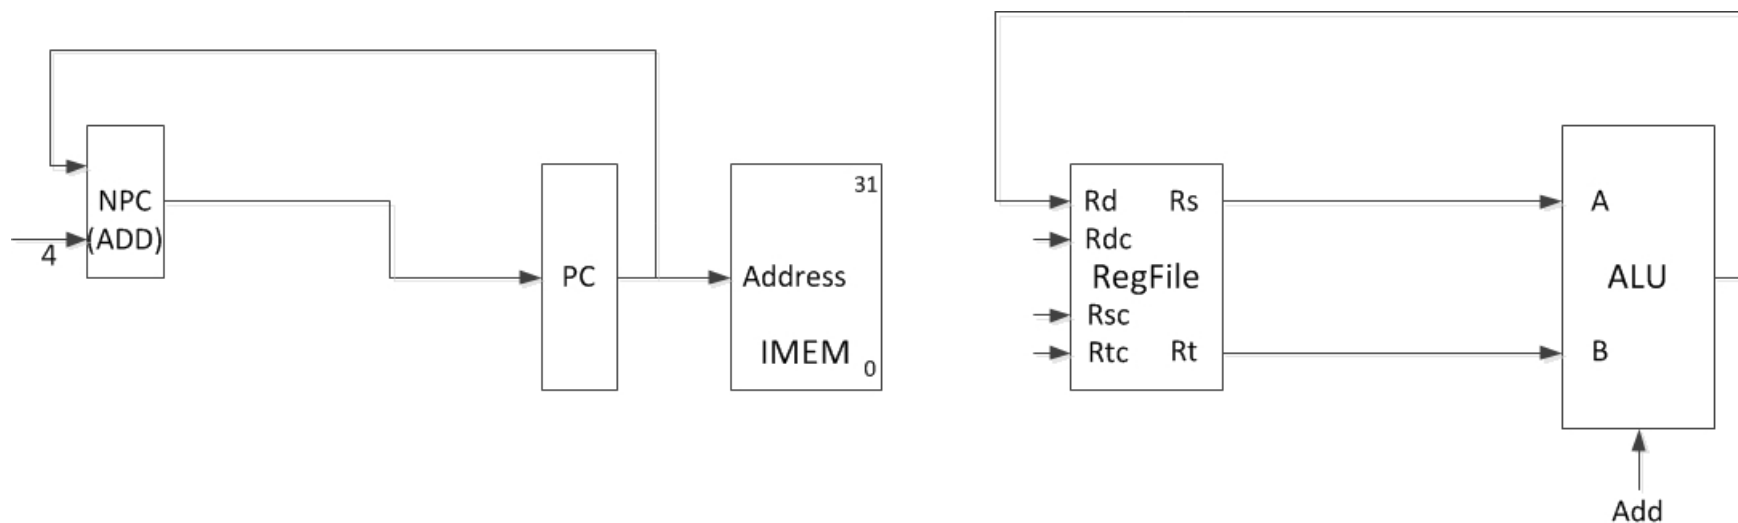 NPC
(ADD)
4
PC
31
Address
IMEM
0
Rd Rs
Rdc
RegFile
Rsc
Rtc Rt
A
ALU
B
Add